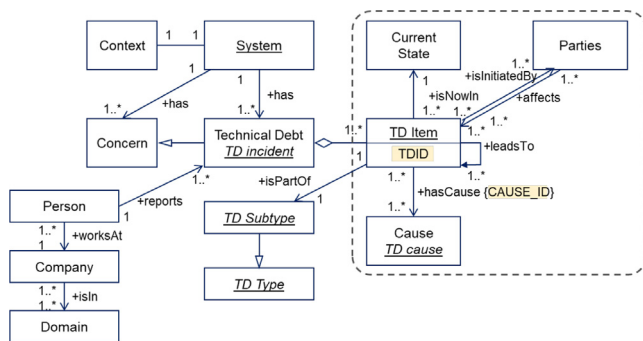 Context
1
1
System
1
1
+has
+has
1..*
1..*
Concern
Technical Debt
TD incident
1..*
Current
State
1
+isNowIn
1..*
Parties
1..*
1..*
+isInitiatedBy
+affects
1..*
1..*
TD Item
TDID
1..*
+leadsTo
1..*
1..*
+hasCause {CAUSE_ID}
1..*
Cause
TD cause
1
+isPartOf
1
TD Subtype
TD Type
Person
1
+reports
1..*
1..*
+worksAt
1
Company
1..*
+isIn
1..*
Domain